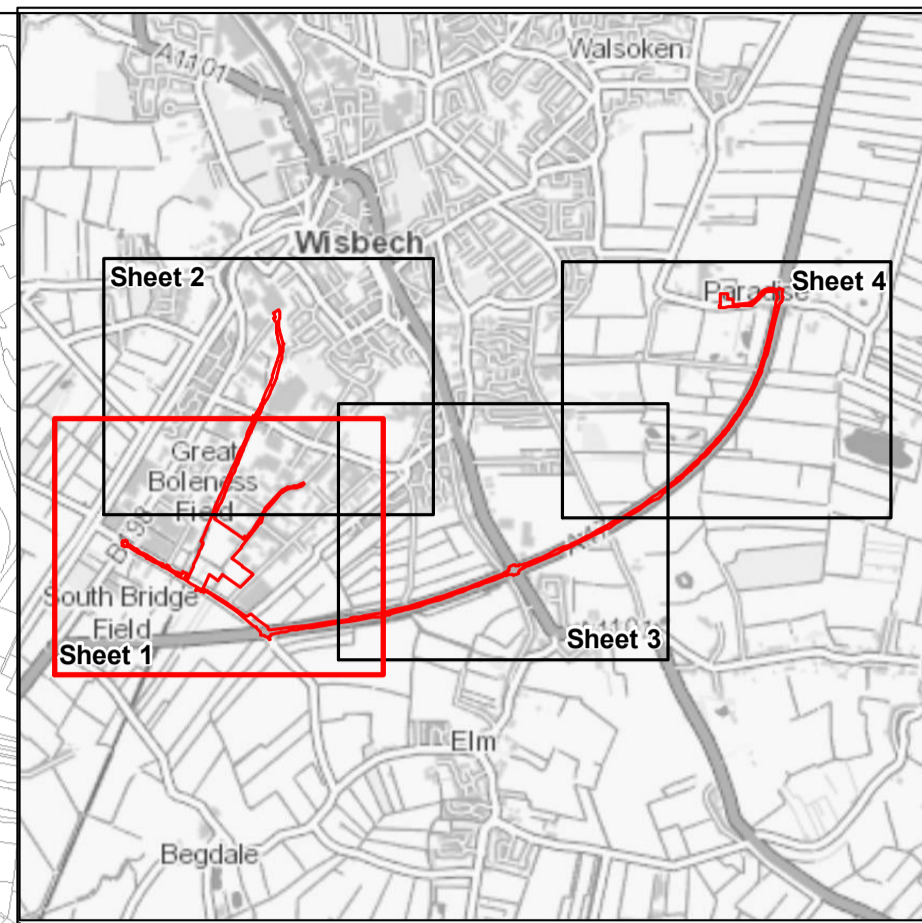 A1101
Walsoken
Wisbech
Sheet 2
Paradise
Sheet 4
Great
Boleness
Field
South Bridge
Field
Sheet 1
Sheet 3
Elm
Begdale